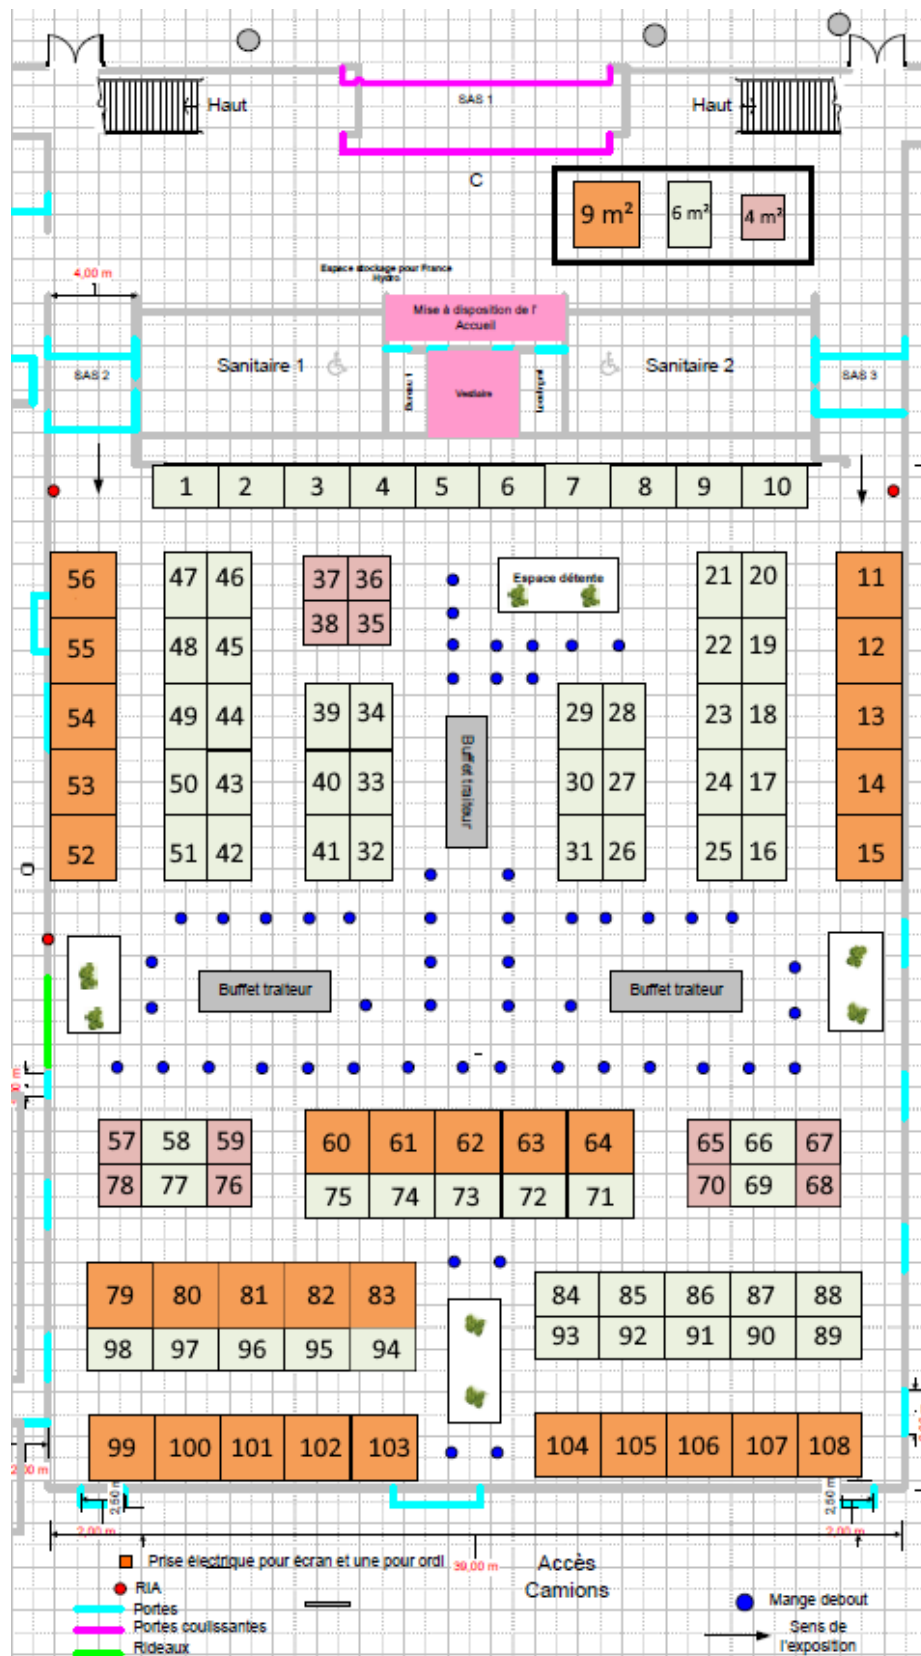 Haut
SAS 1
Haut
C
9 m²
6 m²
4 m²
4,00 m
Espace stockage pour France
Hydro
Mise à disposition de l'
Accueil
Sanitaire 1
Sanitaire 2
SAS 2
Bureau 1
Vestiaire
SAS 3
1 2 3 4 5 6 7 8 9 10
56 47 46 37 36 Espace détente 21 20 11
38 35
55 48 45 22 19 12
54 49 44 39 34 29 28 23 18 13
Buffet traiteur
53 50 43 40 33 30 27 24 17 14
52 51 42 41 32 31 26 25 16 15
Buffet traiteur
Buffet traiteur
57 58 59 60 61 62 63 64 65 66 67
78 77 76 75 74 73 72 71 70 69 68
79 80 81 82 83 84 85 86 87 88
98 97 96 95 94 93 92 91 90 89
99 100 101 102 103 104 105 106 107 108
2,00 m
2,50 m
2,50 m
2,00 m
2,00 m
39,00 m
Prise électrique pour écran et une pour ordi
Accès
Camions
RIA
Portes
Portes coulissantes
Rideaux
Mange debout
Sens de
l'exposition